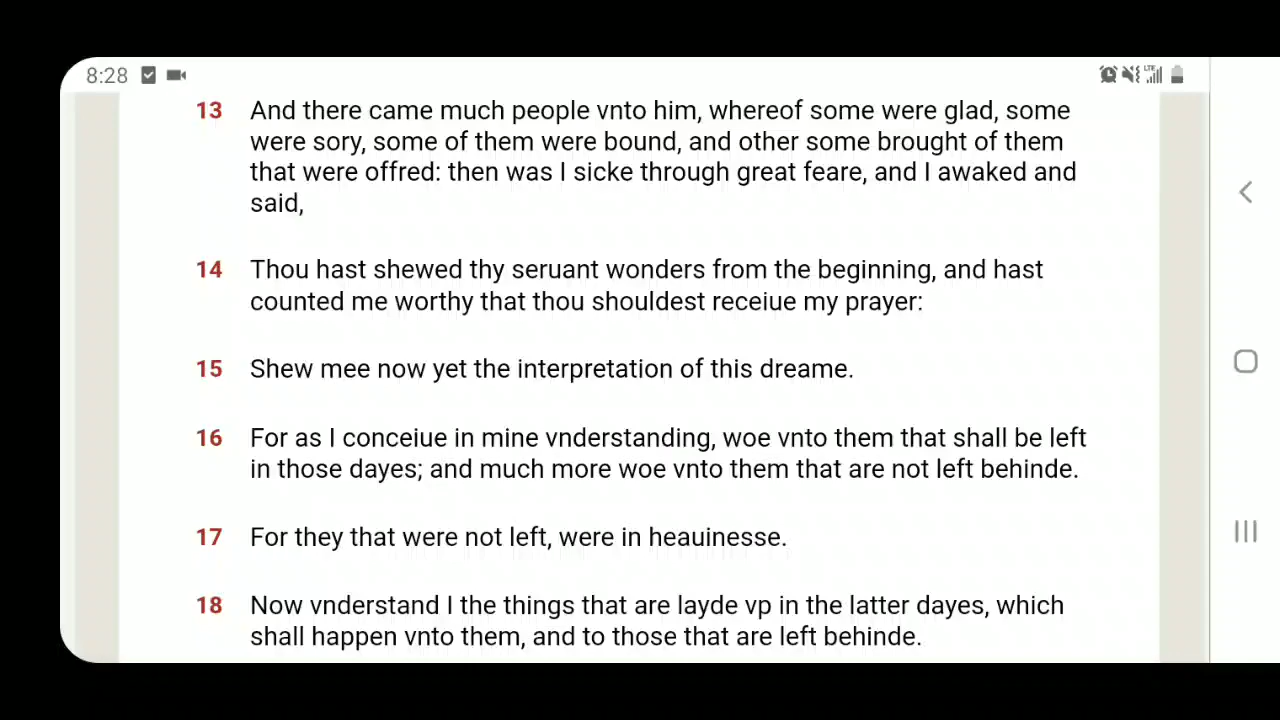 8:28
LTE
13 And there came much people vnto him, whereof some were glad, some
were sory, some of them were bound, and other some brought of them
that were offred: then was I sicke through great feare, and I awaked and
said,
14 Thou hast shewed thy seruant wonders from the beginning, and hast
counted me worthy that thou shouldest receiue my prayer:
15 Shew mee now yet the interpretation of this dreame.
16 For as I conceiue in mine vnderstanding, woe vnto them that shall be left
in those dayes; and much more woe vnto them that are not left behinde.
17 For they that were not left, were in heauinesse.
18 Now vnderstand I the things that are layde vp in the latter dayes, which
shall happen vnto them, and to those that are left behinde.